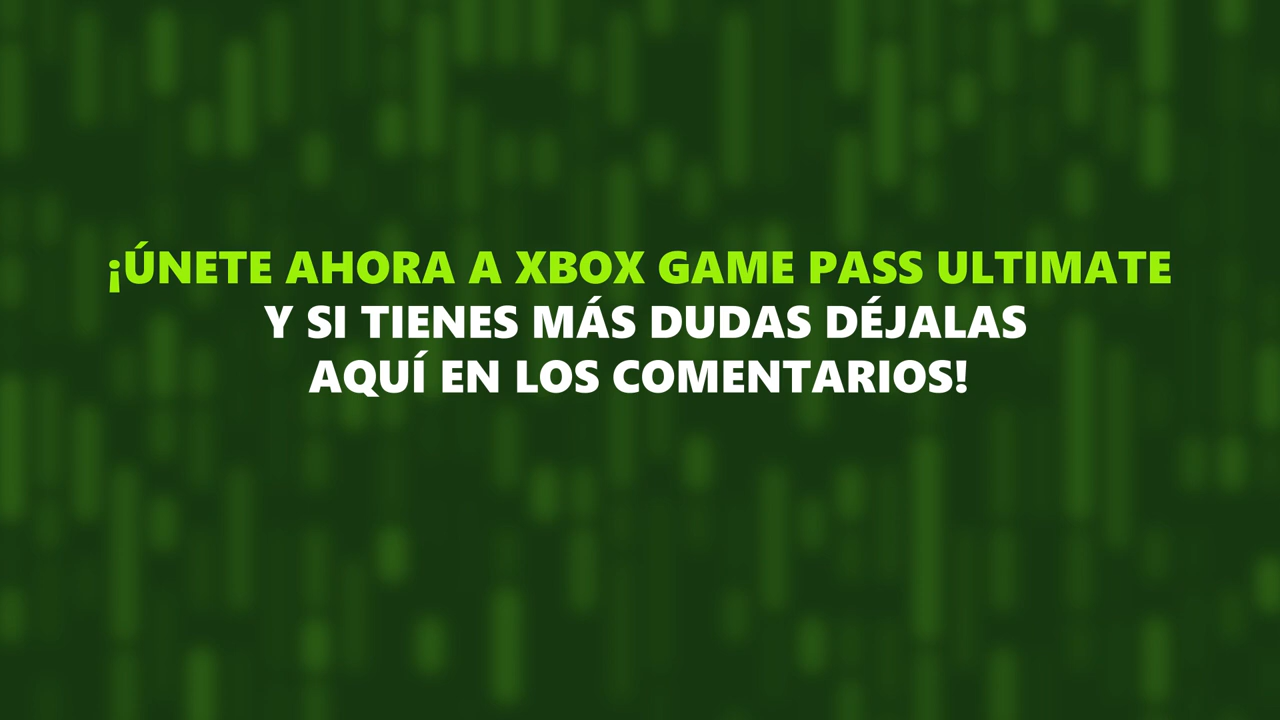 ¡ÚNETE AHORA A XBOX GAME PASS ULTIMATE
Y SI TIENES MÁS DUDAS DÉJALAS
AQUÍ EN LOS COMENTARIOS!